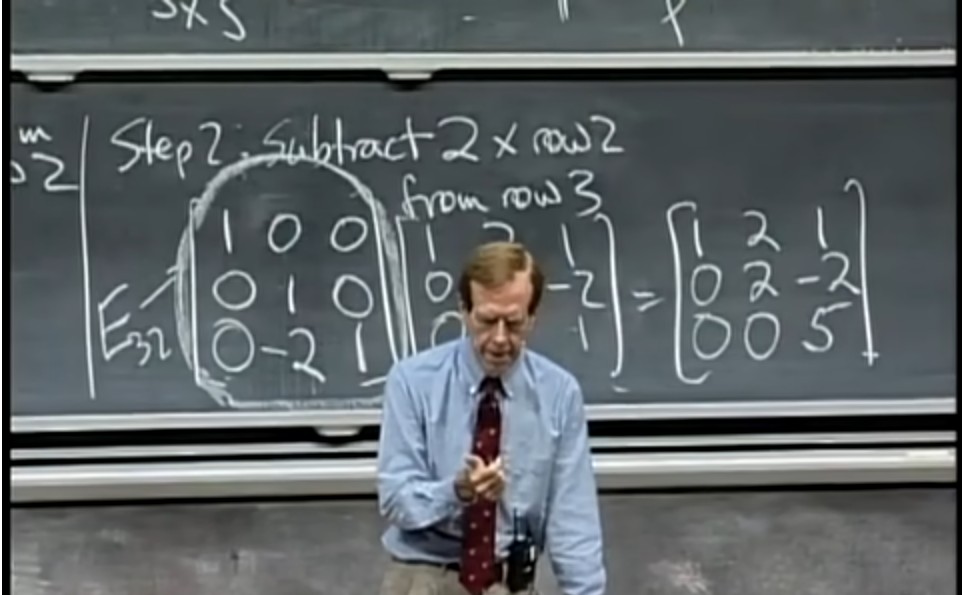 Step 2: Subtract 2 x row 2
from row 3
2
1 0 0 1 1 1 2 1
E32 0 1 0 0 -2 = 0 2 -2
0 -2 1 1 0 0 5